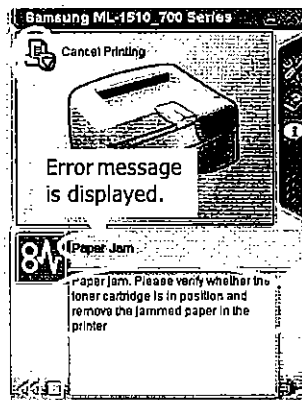 Samsung ML-1510_700 Series
Cancel Printing
Error message
is displayed.
Paper Jam
Paper jam. Please verify whether the
toner cartridge is in position and
remove the jammed paper in the
printer